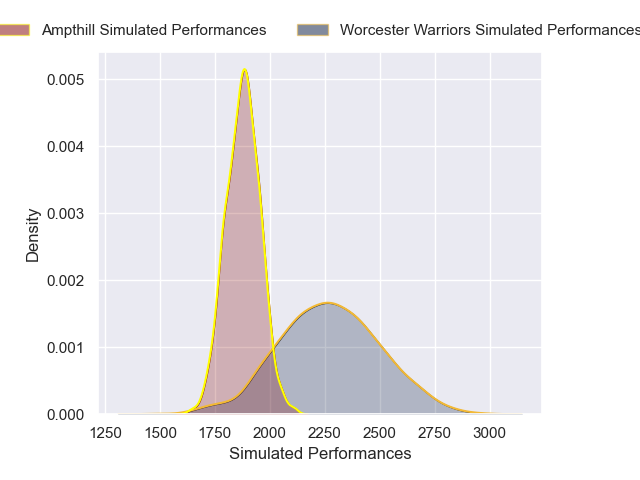 Ampthill Simulated Performances Worcester Warriors Simulated Performances
0.005
0.004
0.003
0.002
0.001
0.000
Density
1250 1500 1750 2000 2250 2500 2750 3000
Simulated Performances